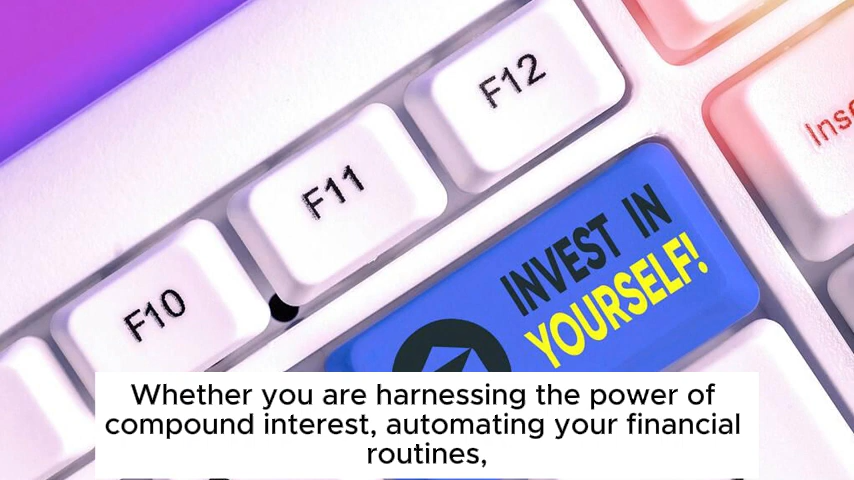 F12
F11
F10
INVEST IN
YOURSELF!
Whether you are harnessing the power of
compound interest, automating your financial
routines,